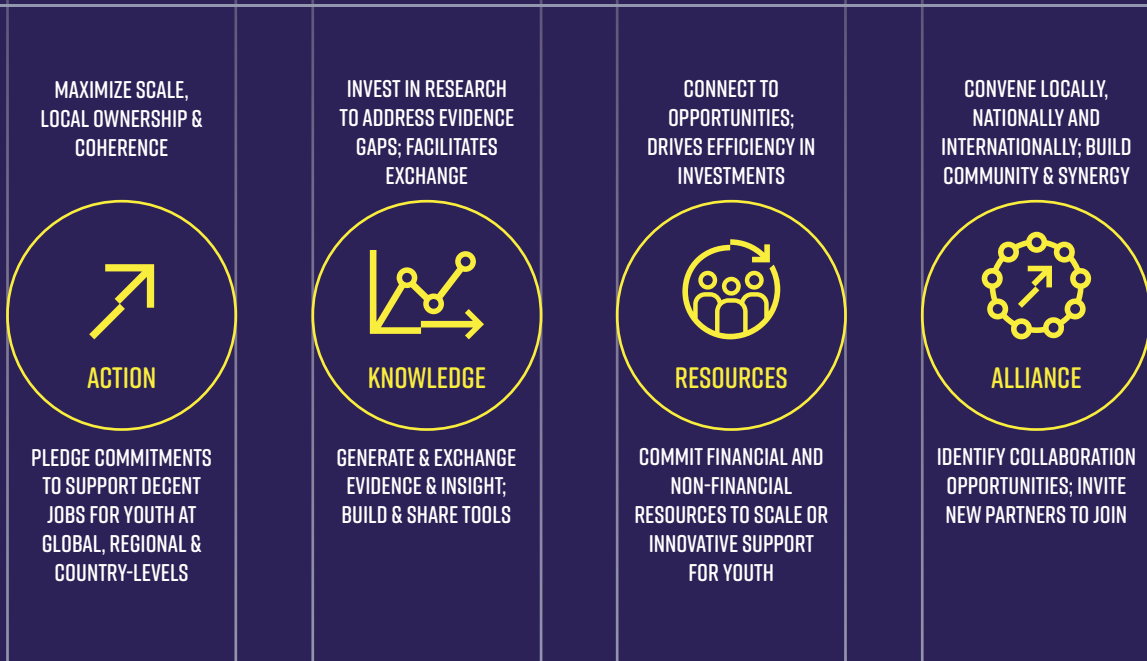 MAXIMIZE SCALE,
LOCAL OWNERSHIP &
COHERENCE
ACTION
PLEDGE COMMITMENTS
TO SUPPORT DECENT
JOBS FOR YOUTH AT
GLOBAL, REGIONAL &
COUNTRY-LEVELS
INVEST IN RESEARCH
TO ADDRESS EVIDENCE
GAPS; FACILITATES
EXCHANGE
KNOWLEDGE
GENERATE & EXCHANGE
EVIDENCE & INSIGHT;
BUILD & SHARE TOOLS
CONNECT TO
OPPORTUNITIES;
DRIVES EFFICIENCY IN
INVESTMENTS
RESOURCES
COMMIT FINANCIAL AND
NON-FINANCIAL
RESOURCES TO SCALE OR
INNOVATIVE SUPPORT
FOR YOUTH
CONVENE LOCALLY,
NATIONALLY AND
INTERNATIONALLY; BUILD
COMMUNITY & SYNERGY
ALLIANCE
IDENTIFY COLLABORATION
OPPORTUNITIES; INVITE
NEW PARTNERS TO JOIN